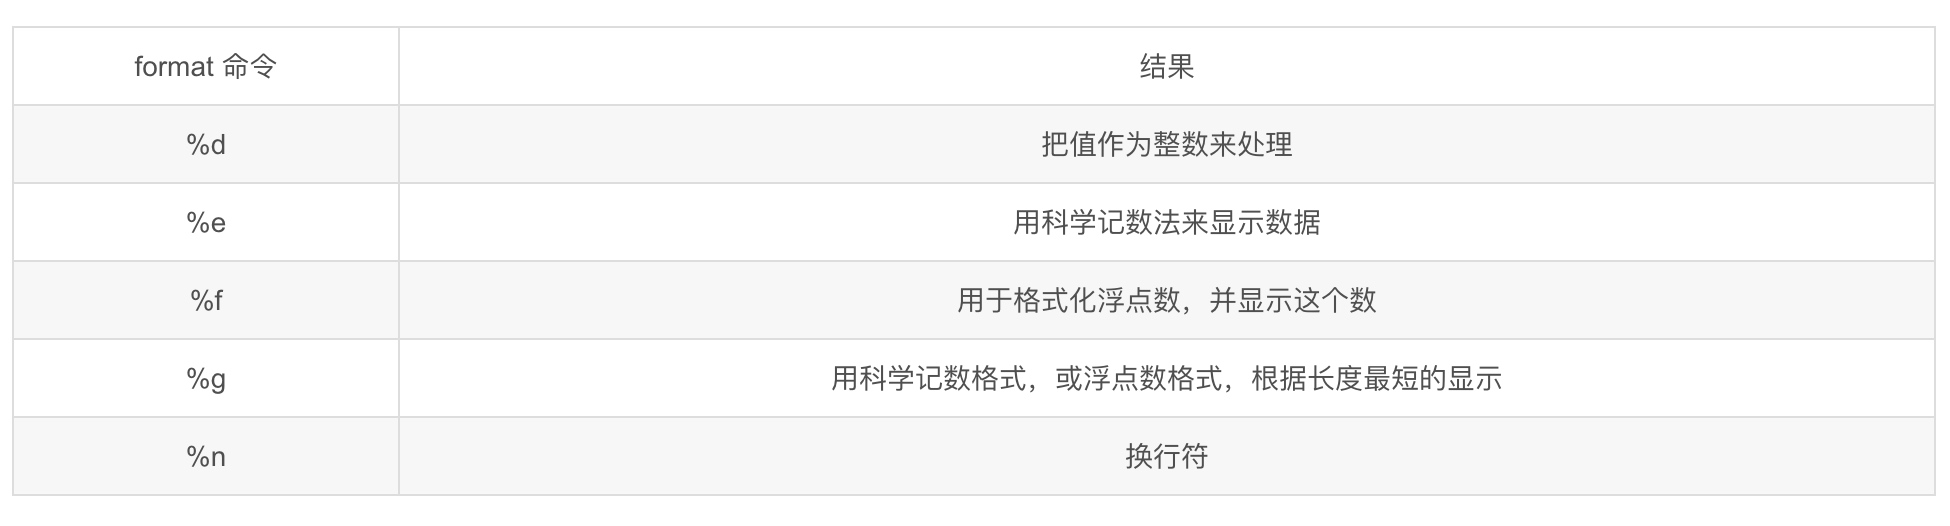 format 命令 结果
%d 把值作为整数来处理
%e 用科学记数法来显示数据
%f 用于格式化浮点数，并显示这个数
%g 用科学记数格式，或浮点数格式，根据长度最短的显示
%n 换行符